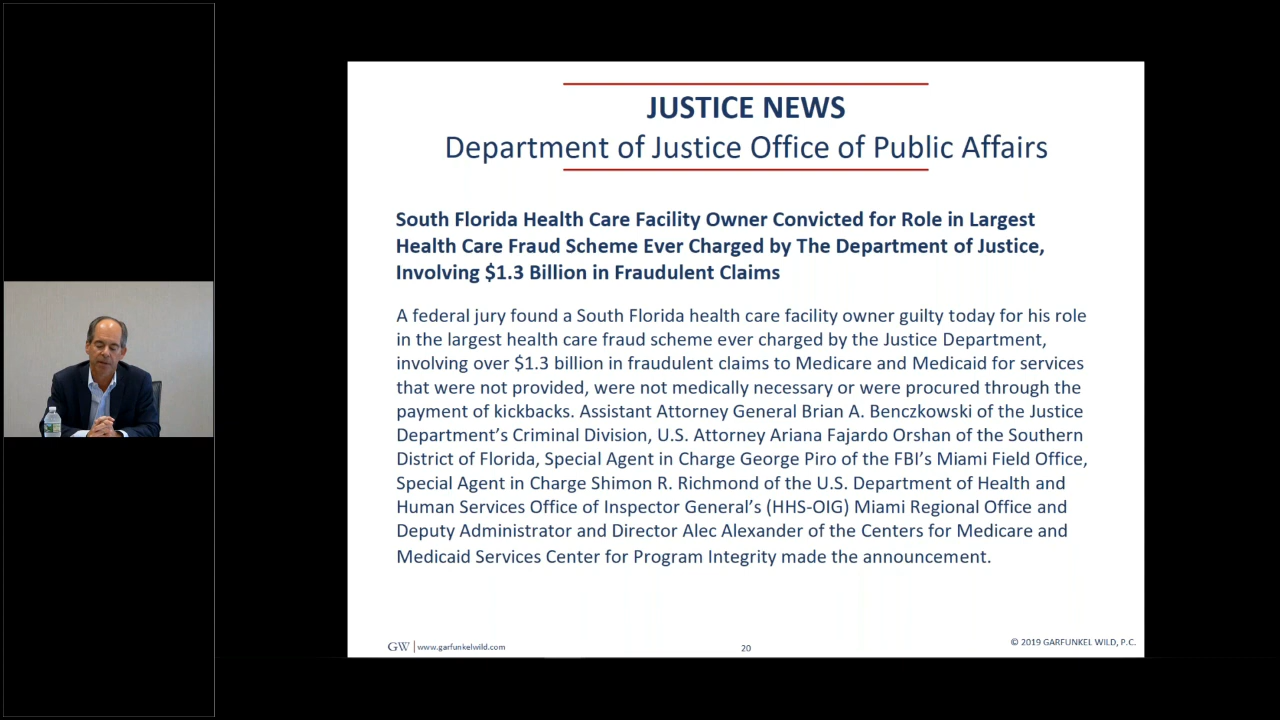 JUSTICE NEWS
Department of Justice Office of Public Affairs
South Florida Health Care Facility Owner Convicted for Role in Largest
Health Care Fraud Scheme Ever Charged by The Department of Justice,
Involving $1.3 Billion in Fraudulent Claims
A federal jury found a South Florida health care facility owner guilty today for his role
in the largest health care fraud scheme ever charged by the Justice Department,
involving over $1.3 billion in fraudulent claims to Medicare and Medicaid for services
that were not provided, were not medically necessary or were procured through the
payment of kickbacks. Assistant Attorney General Brian A. Benczkowski of the Justice
Department’s Criminal Division, U.S. Attorney Ariana Fajardo Orshan of the Southern
District of Florida, Special Agent in Charge George Piro of the FBI’s Miami Field Office,
Special Agent in Charge Shimon R. Richmond of the U.S. Department of Health and
Human Services Office of Inspector General’s (HHS-OIG) Miami Regional Office and
Deputy Administrator and Director Alec Alexander of the Centers for Medicare and
Medicaid Services Center for Program Integrity made the announcement.
GW | www.garfunkelwild.com
20
© 2019 GARFUNKEL WILD, P.C.